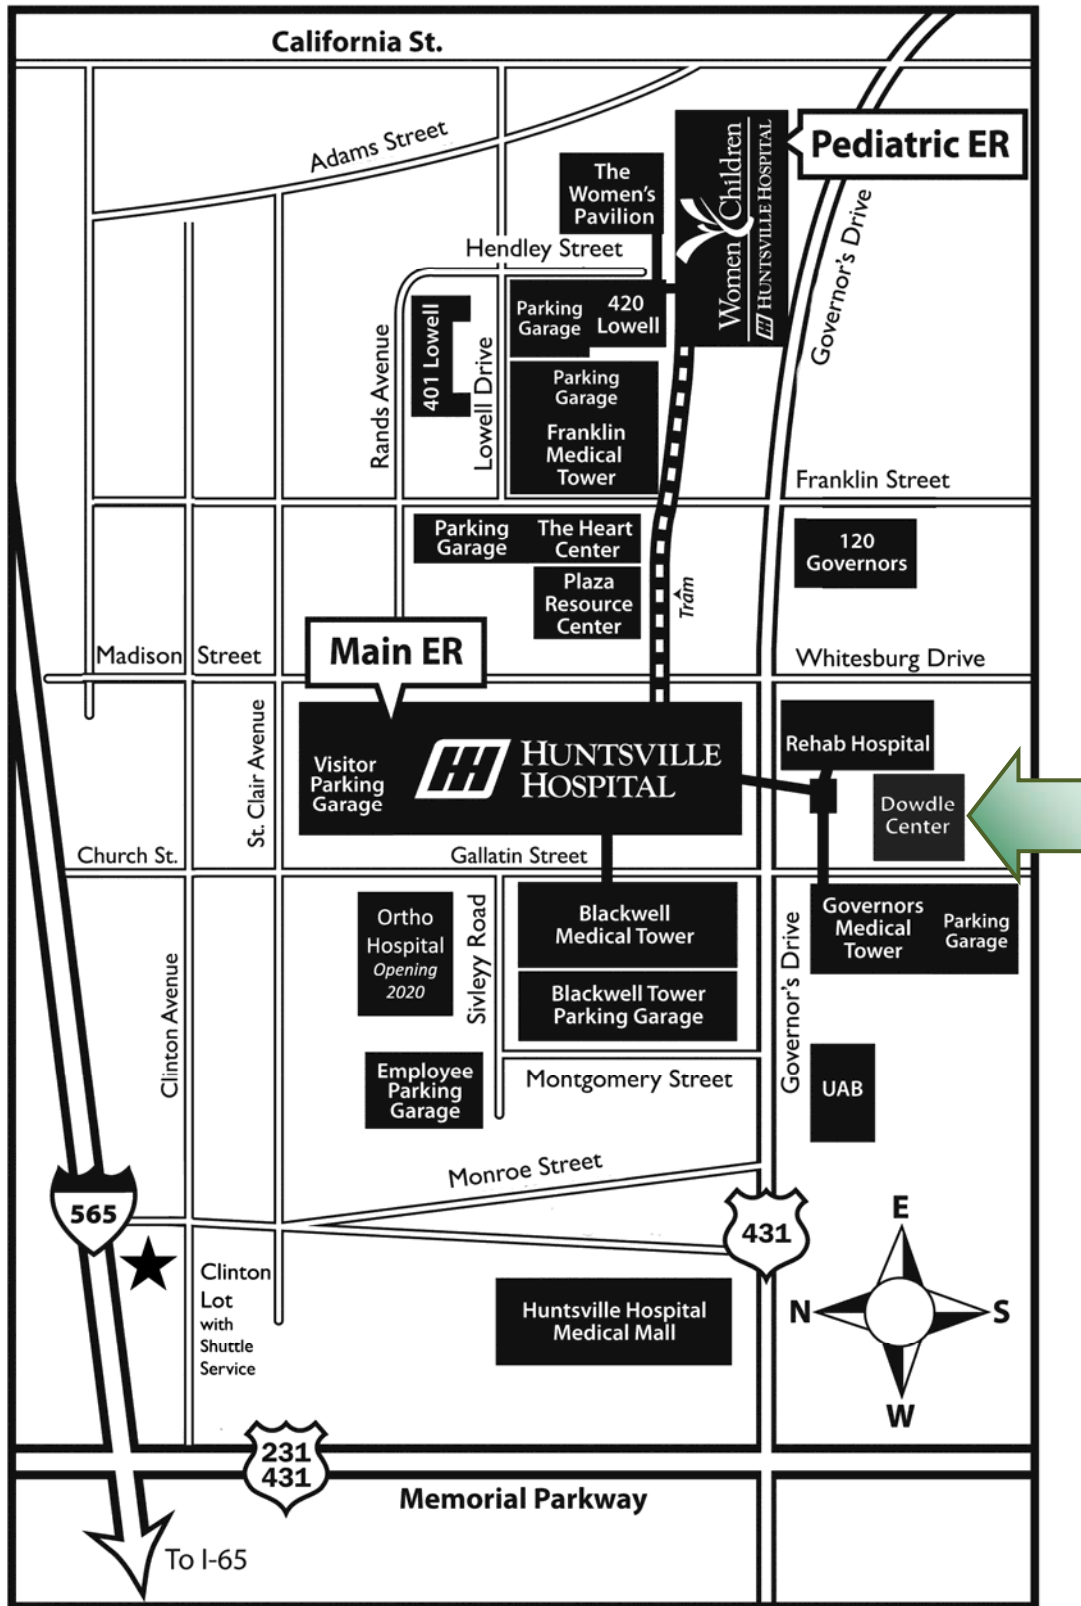 California St.
Adams Street
Pediatric ER
The
Women's
Pavilion
Women Children
HUNTSVILLE HOSPITAL
Governor's Drive
Hendley Street
Parking
Garage
420
Lowell
401 Lowell
Rands Avenue
Lowell Drive
Parking
Garage
Franklin
Medical
Tower
Franklin Street
Parking
Garage
The Heart
Center
120
Governors
Plaza
Resource
Center
Tram
Main ER
Madison Street
Whitesburg Drive
St. Clair Avenue
Visitor
Parking
Garage
HUNTSVILLE
HOSPITAL
Rehab Hospital
Dowdle
Center
Church St.
Gallatin Street
Ortho
Hospital
Opening
2020
Sivleyy Road
Blackwell
Medical Tower
Governors
Medical
Tower
Parking
Garage
Governor's Drive
Clinton Avenue
Blackwell Tower
Parking Garage
Employee
Parking
Garage
Montgomery Street
UAB
Monroe Street
565
431
Clinton
Lot
with
Shuttle
Service
Huntsville Hospital
Medical Mall
E
N
S
W
231
431
Memorial Parkway
To I-65